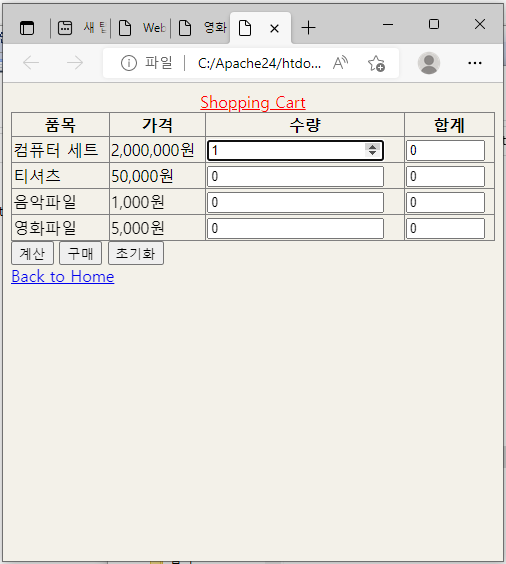 새 탭
Web
영화
파일 C:/Apache24/htdo...
Shopping Cart
품목 가격 수량 합계
컴퓨터 세트 2,000,000원 1 0
티셔츠 50,000원 0 0
음악파일 1,000원 0 0
영화파일 5,000원 0 0
계산 구매 초기화
Back to Home